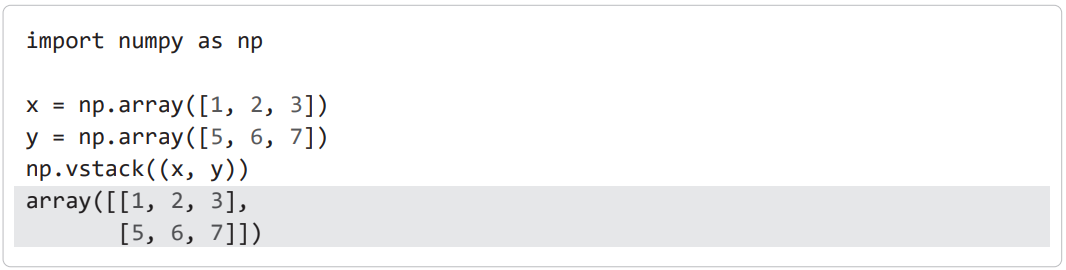 import numpy as np
x = np.array([1, 2, 3])
y = np.array([5, 6, 7])
np.vstack((x, y))
array([[1, 2, 3],
       [5, 6, 7]])